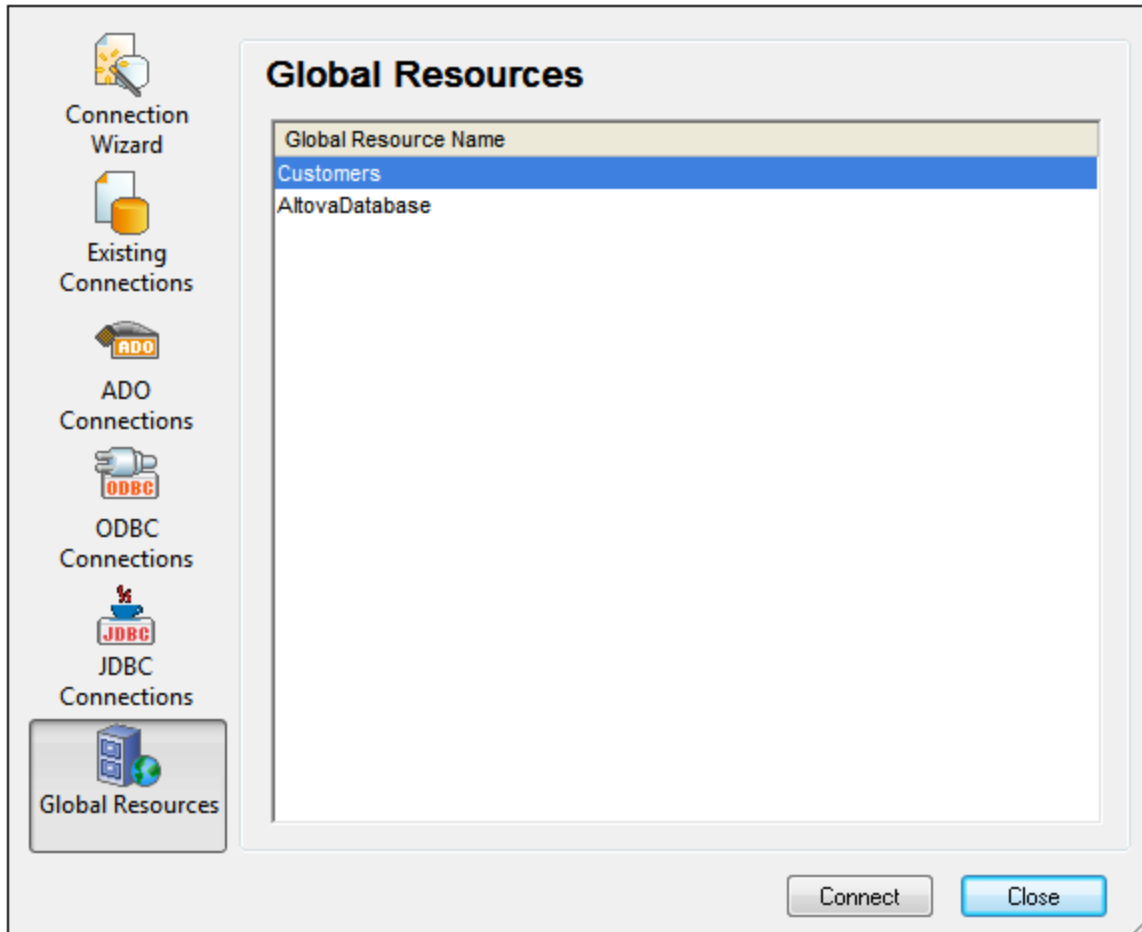 Connection
Wizard
Existing
Connections
ADO
ADO
Connections
ODBC
ODBC
Connections
JDBC
JDBC
Connections
Global Resources
Global Resources
Global Resource Name
Customers
AltovaDatabase
Connect
Close